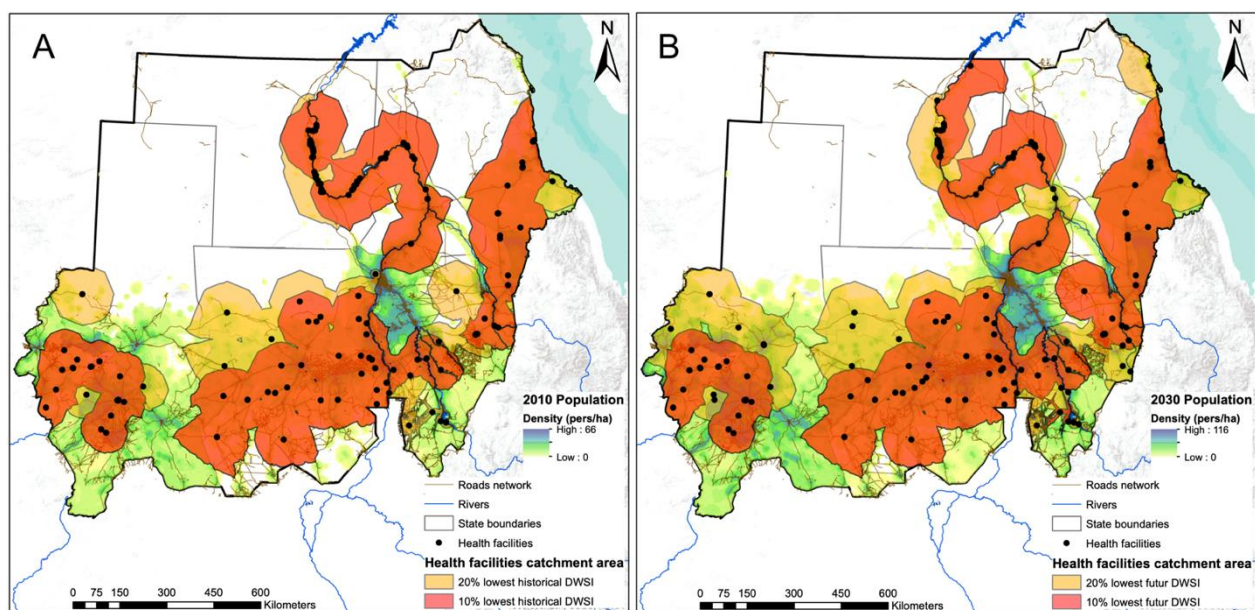 A
N
2010 Population
Density (pers/ha)
High : 66
Low : 0
Roads network
Rivers
State boundaries
Health facilities
Health facilities catchment area
20% lowest historical DWSI
10% lowest historical DWSI
0 75 150 300 450 600
Kilometers
B
N
2030 Population
Density (pers/ha)
High : 116
Low : 0
Roads network
Rivers
State boundaries
Health facilities
Health facilities catchment area
20% lowest futur DWSI
10% lowest futur DWSI
0 75 150 300 450 600
Kilometers